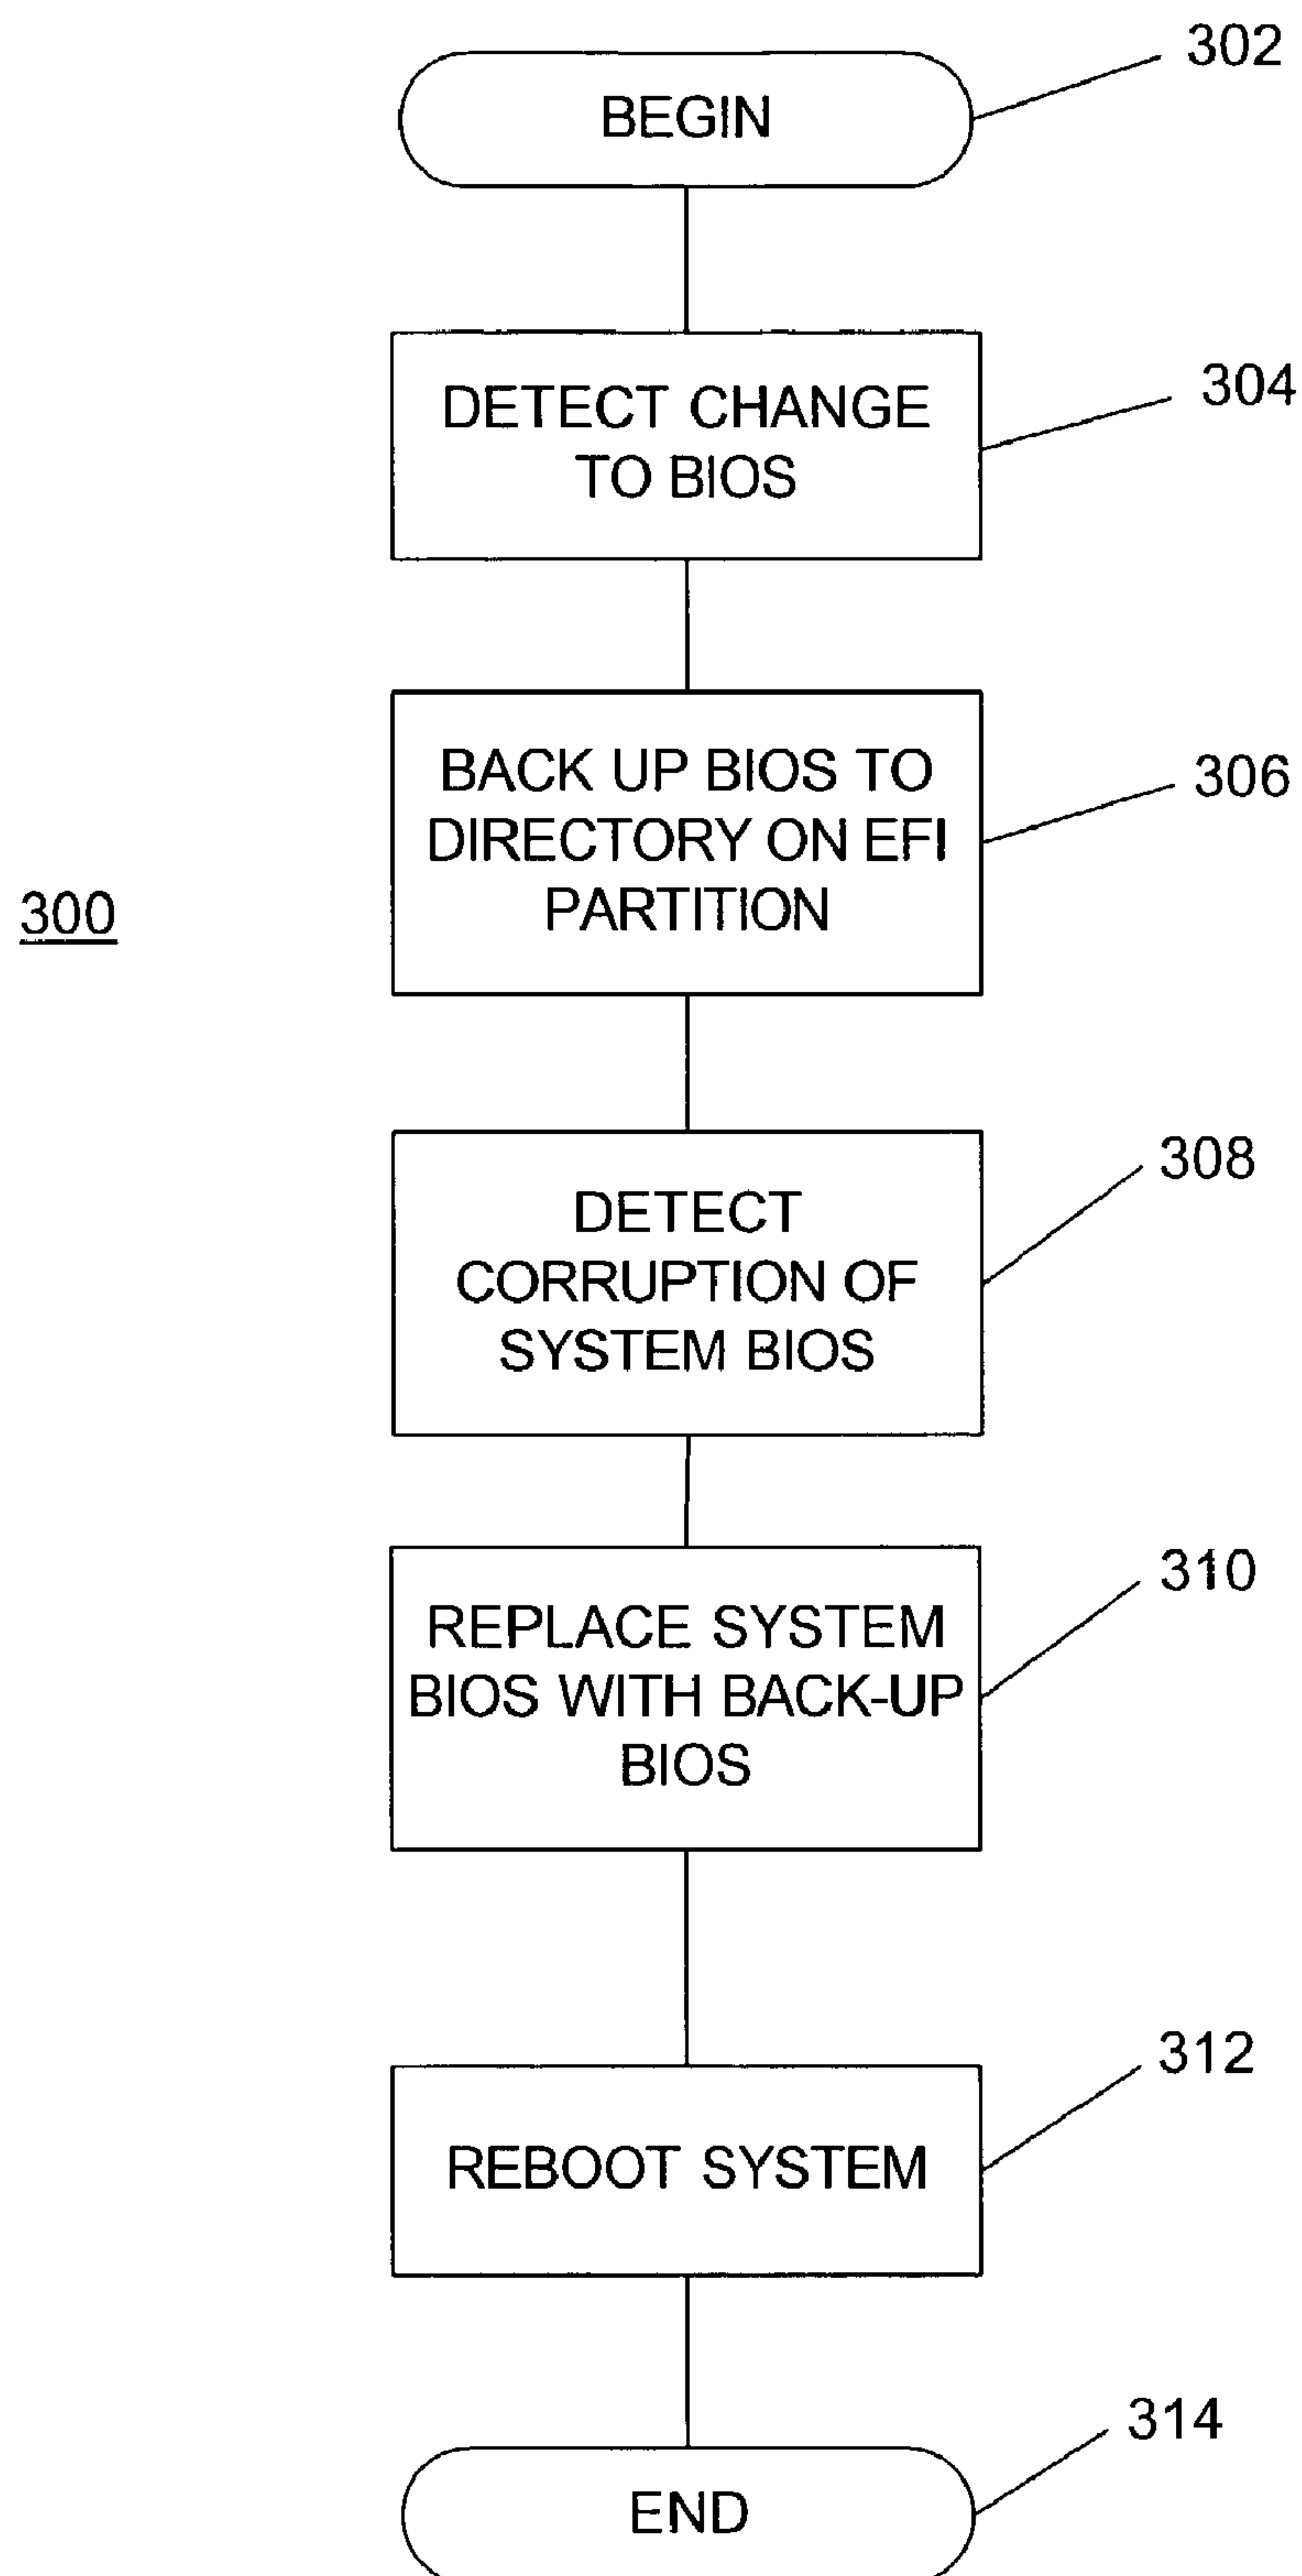 302
BEGIN
304
DETECT CHANGE
TO BIOS
306
BACK UP BIOS TO
DIRECTORY ON EFI
PARTITION
300
308
DETECT
CORRUPTION OF
SYSTEM BIOS
310
REPLACE SYSTEM
BIOS WITH BACK-UP
BIOS
312
REBOOT SYSTEM
314
END